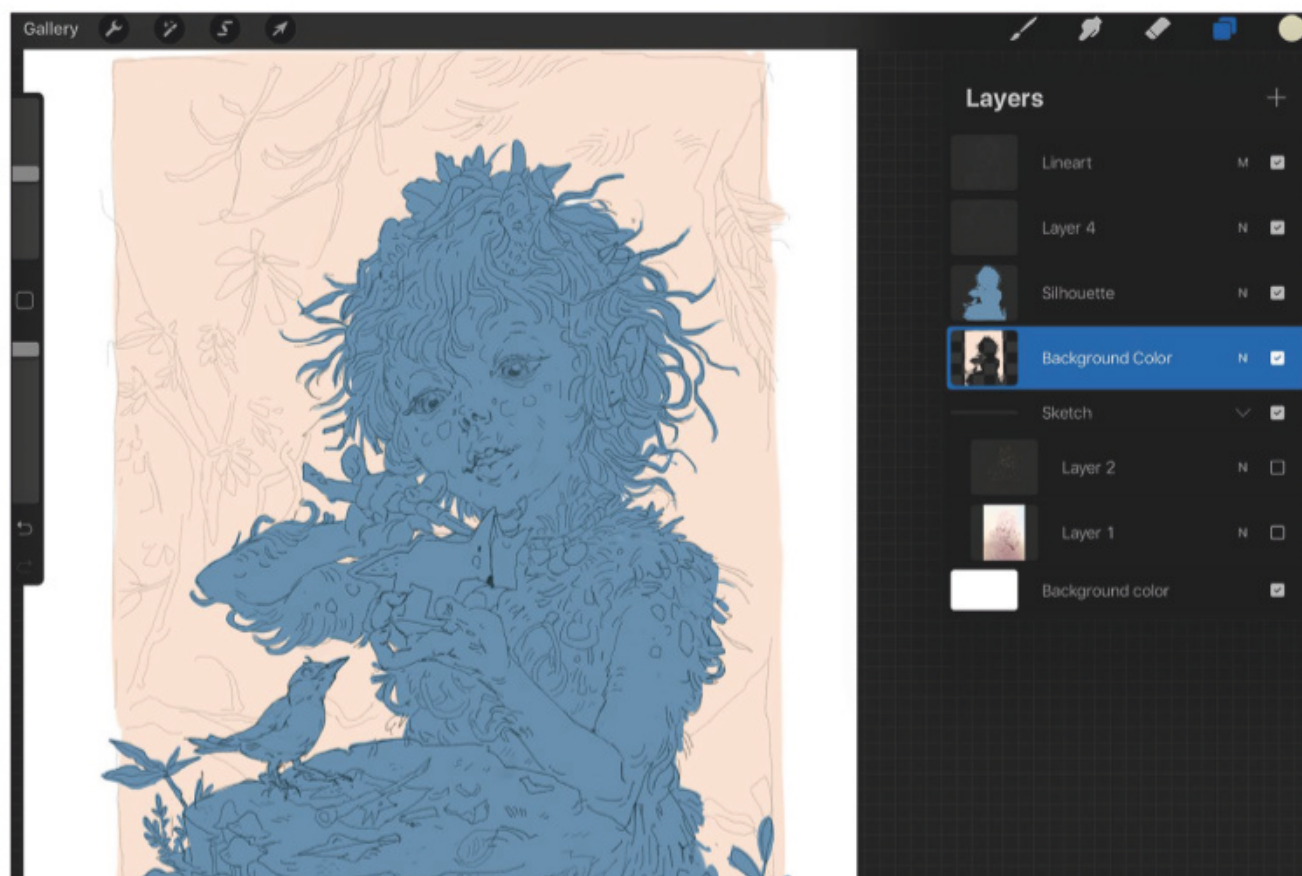 Gallery
Layers
Lineart M
Layer 4 N
Silhouette N
Background Color N
Sketch
Layer 2 N
Layer 1 N
Background color